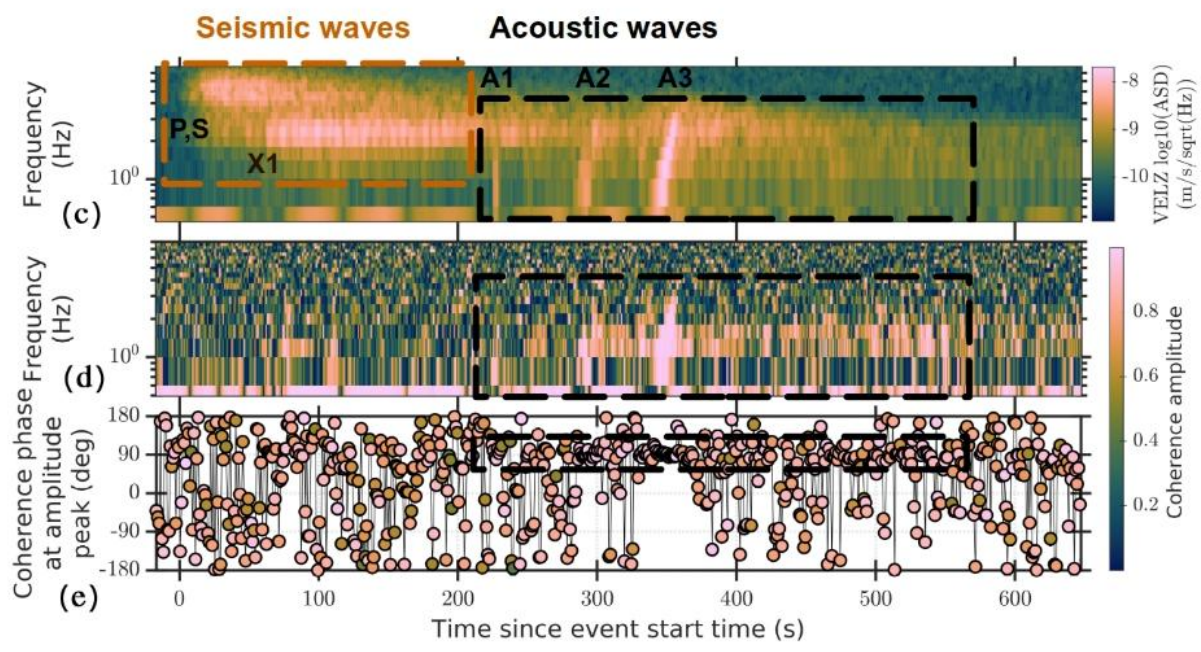 Seismic waves
Acoustic waves
A1 A2 A3
P,S
X1
Frequency
(Hz)
10⁰
(c)
-8
-9
-10
VELZ log10(ASD)
(m/s/sqrt(Hz))
Frequency
(Hz)
10⁰
(d)
0.8
0.6
0.4
0.2
Coherence amplitude
Coherence phase
at amplitude
peak (deg)
180
90
0
-90
-180
(e)
0 100 200 300 400 500 600
Time since event start time (s)